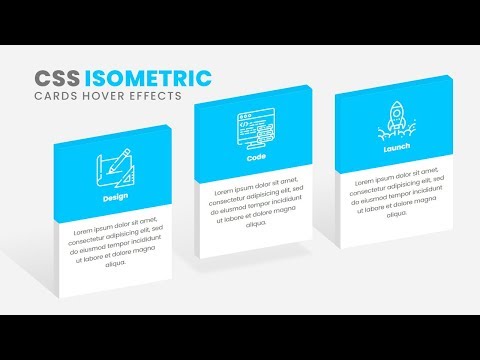 CSS ISOMETRIC
CARDS HOVER EFFECTS
Design
Lorem ipsum dolor sit amet,
consectetur adipisicing elit, sed
do eiusmod tempor incididunt
ut labore et dolore magna
aliqua.
Code
Lorem ipsum dolor sit amet,
consectetur adipisicing elit, sed
do eiusmod tempor incididunt
ut labore et dolore magna
aliqua.
Launch
Lorem ipsum dolor sit amet,
consectetur adipisicing elit, sed
do eiusmod tempor incididunt
ut labore et dolore magna
aliqua.